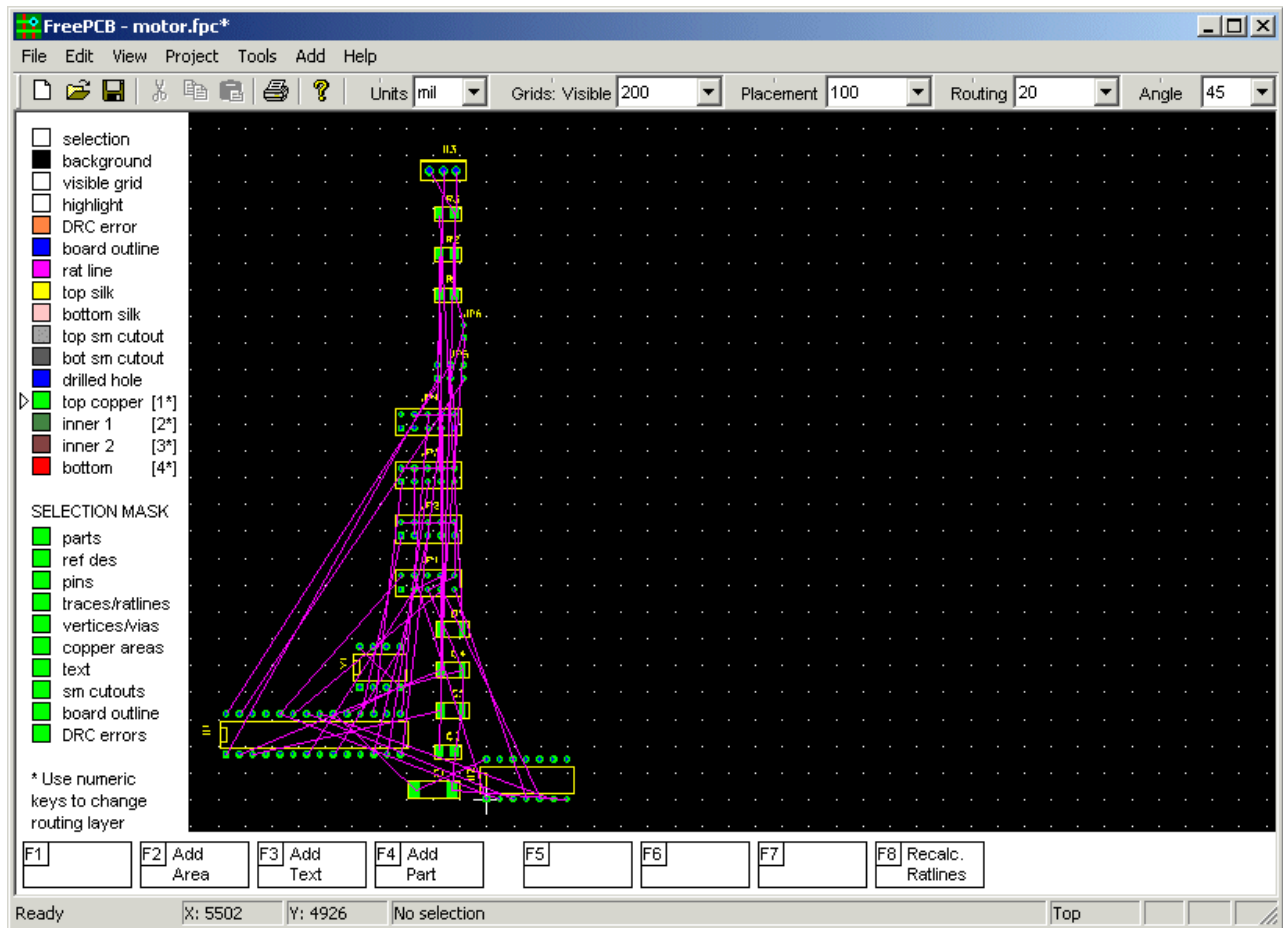 FreePCB - motor.fpc*
File Edit View Project Tools Add Help
Units mil Grids: Visible 200 Placement 100 Routing 20 Angle 45
selection
background
visible grid
highlight
DRC error
board outline
rat line
top silk
bottom silk
top sm cutout
bot sm cutout
drilled hole
top copper [1*]
inner 1 [2*]
inner 2 [3*]
bottom [4*]
SELECTION MASK
parts
ref des
pins
traces/ratlines
vertices/vias
copper areas
text
sm cutouts
board outline
DRC errors
* Use numeric
keys to change
routing layer
JP6
JP5
F1 F2 Add Area F3 Add Text F4 Add Part F5 F6 F7 F8 Recalc. Ratlines
Ready X: 5502 Y: 4926 No selection Top